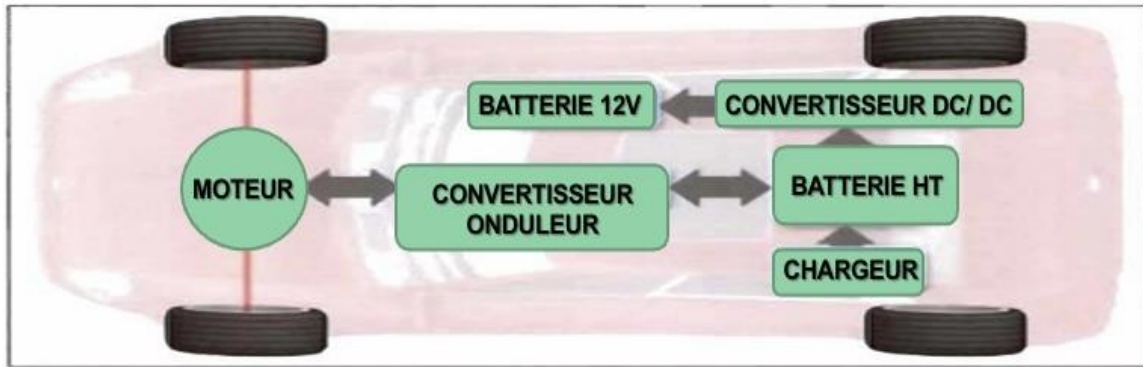 BATTERIE 12V
CONVERTISSEUR DC/ DC
MOTEUR
CONVERTISSEUR
ONDULEUR
BATTERIE HT
CHARGEUR